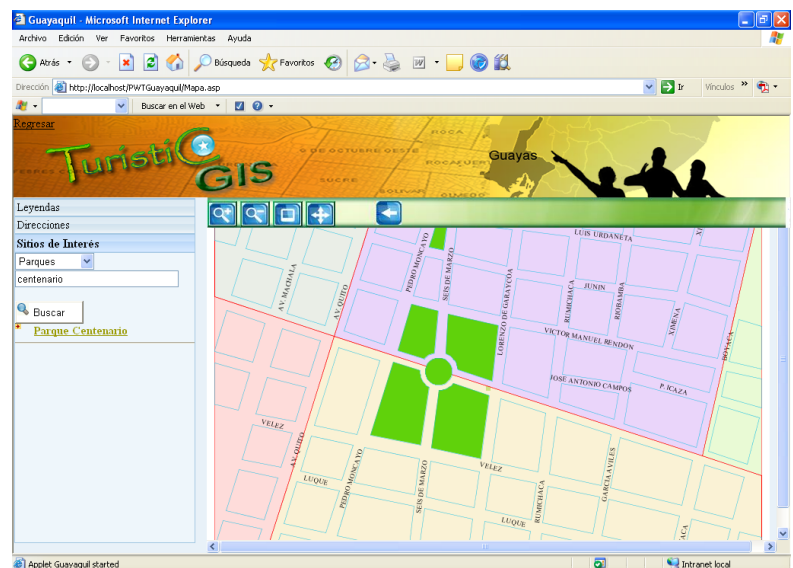 Guayaquil - Microsoft Internet Explorer
Archivo Edición Ver Favoritos Herramientas Ayuda
Atrás Búsqueda Favoritos
Dirección http://localhost/PWTGuayaquil/Mapa.asp Ir Vínculos »
Buscar en el Web
Regresar
Turístic GIS
ROCA
9 DE OCTUBRE OESTE
ROCAFUER
SUCRE
BOLIVAR
OLMEDO
Guayas
Leyendas
Direcciones
Sitios de Interés
Parques
centenario
Buscar
Parque Centenario
LUIS URDANETA
PEDRO MONCAYO
SEIS DE MARZO
AV. MACHALA
AV. QUITO
LORENZO DE GARAYCOA
RUMICHACA
JUNIN
RIOBAMBA
XIMENA
BOYACA
VICTOR MANUEL RENDON
JOSE ANTONIO CAMPOS
P. ICAZA
VELEZ
AV. QUITO
LUQUE
PEDRO MONCAYO
SEIS DE MARZO
VELEZ
RUMICHACA
GARCIA AVILES
LUQUE
ACA
Applet Guayaquil started Intranet local